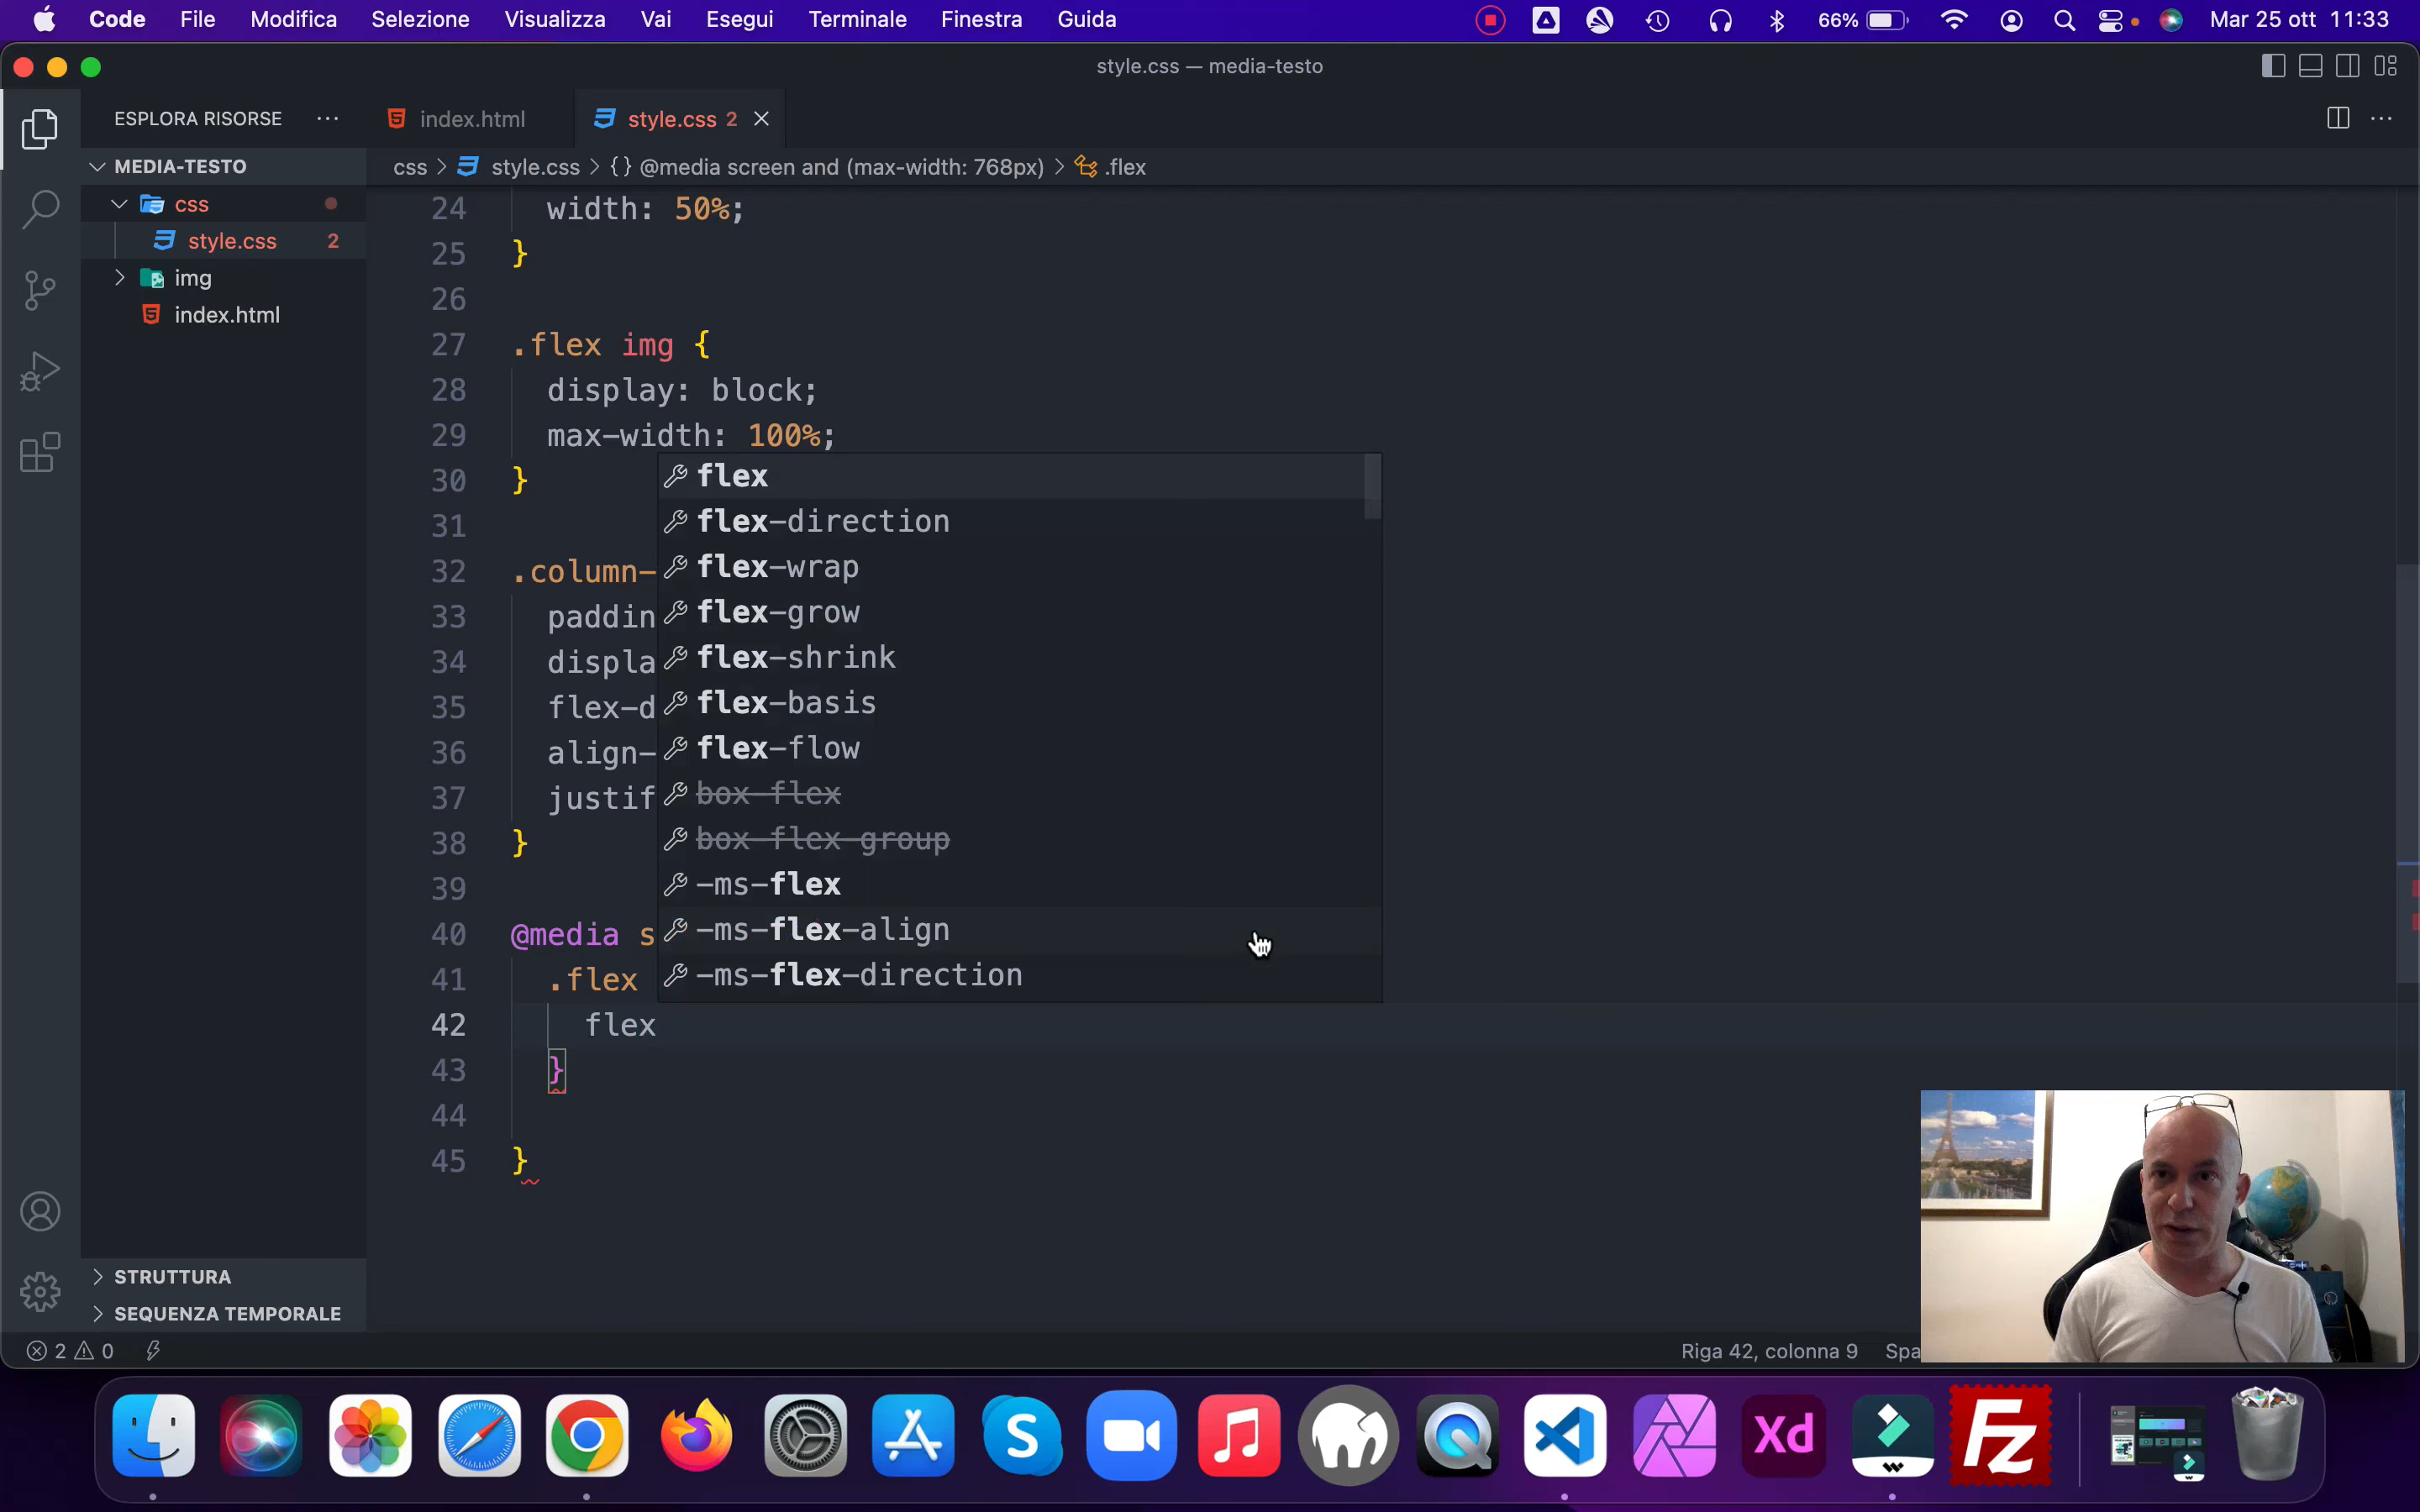 Code File Modifica Selezione Visualizza Vai Esegui Terminale Finestra Guida 66% Mar 25 ott 11:33
style.css — media-testo
ESPLORA RISORSE ··· index.html style.css 2
MEDIA-TESTO
css > style.css > {} @media screen and (max-width: 768px) > .flex
css
style.css 2
img
index.html
24 width: 50%;
25 }
26
27 .flex img {
28 display: block;
29 max-width: 100%;
30 }
31
32 .column-
33 paddin
34 displa
35 flex-d
36 align-
37 justif
38 }
39
40 @media s
41 .flex
42 flex
43 }
44
45 }
flex
flex-direction
flex-wrap
flex-grow
flex-shrink
flex-basis
flex-flow
box-flex
box-flex-group
-ms-flex
-ms-flex-align
-ms-flex-direction
STRUTTURA
SEQUENZA TEMPORALE
2 0 Riga 42, colonna 9 Spa
S Xd Fz